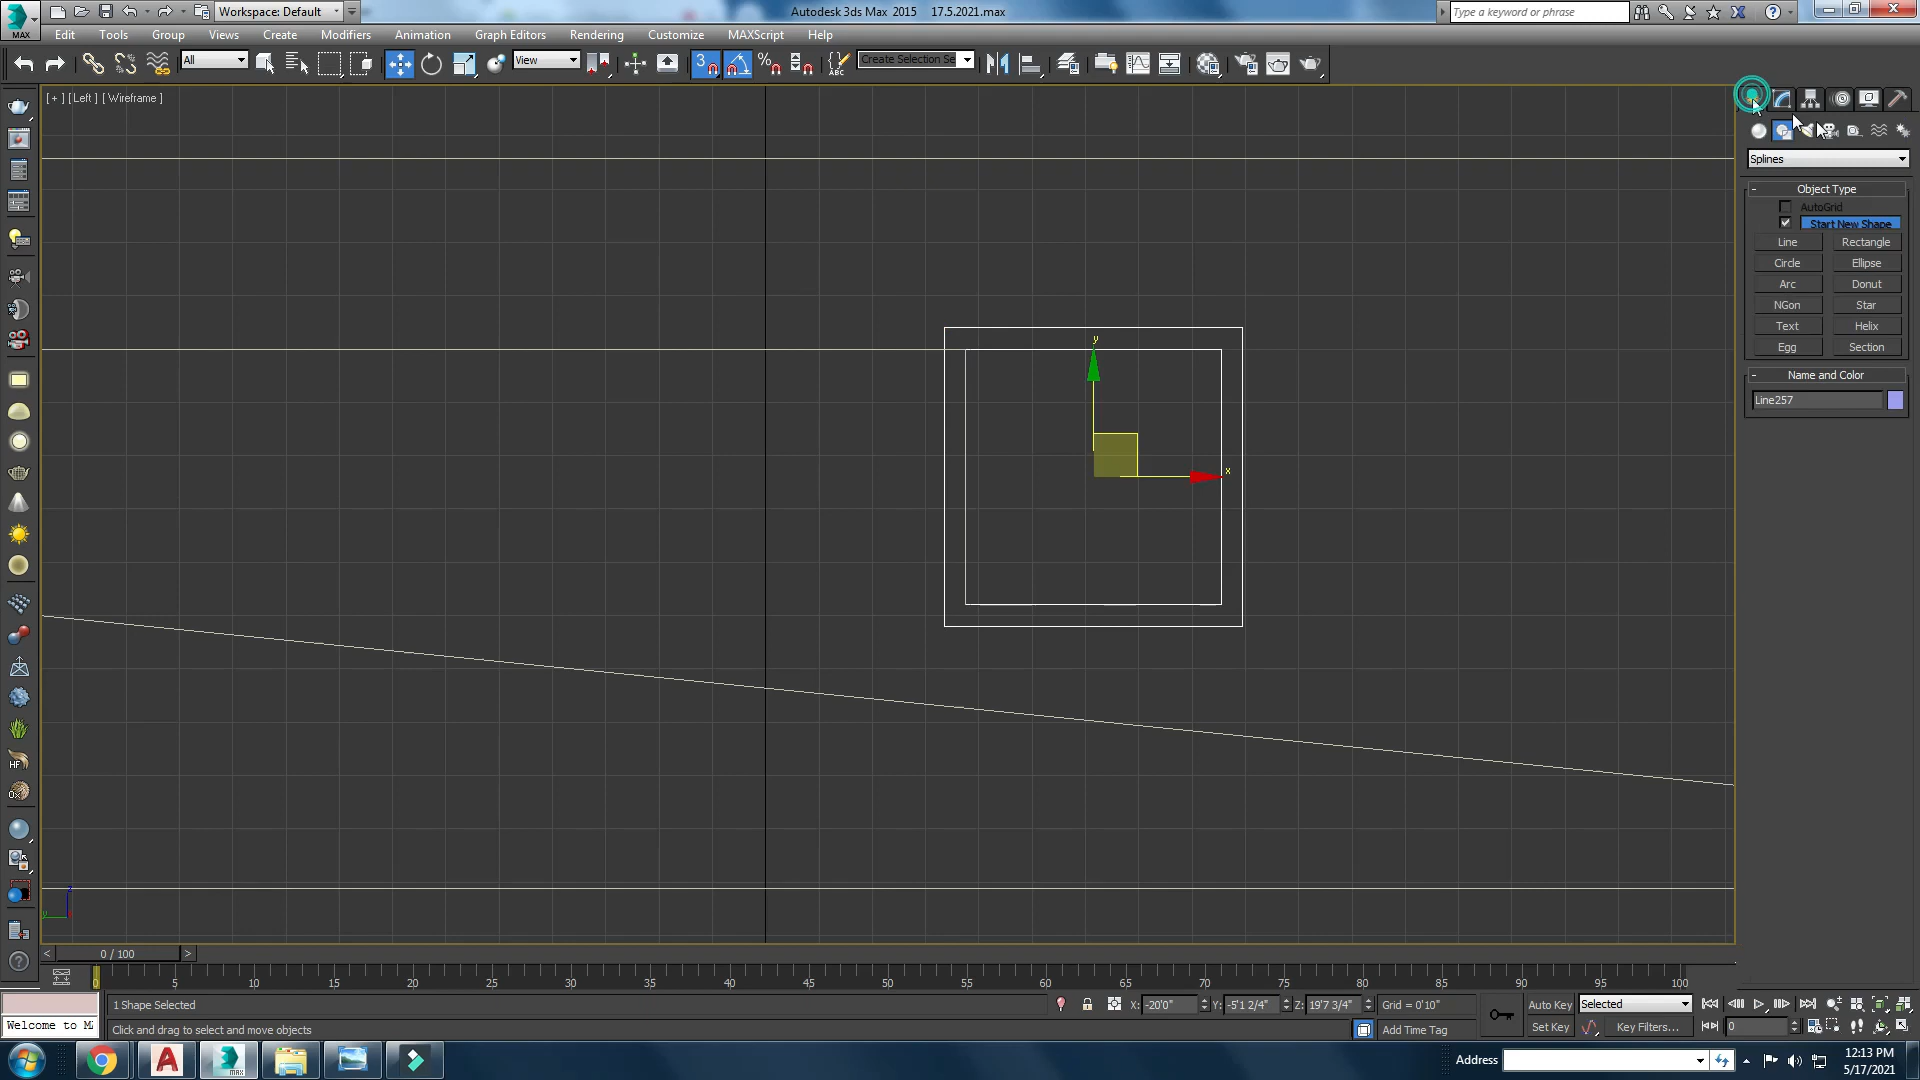 Workspace: Default
Autodesk 3ds Max 2015    17.5.2021.max
Type a keyword or phrase
MAX
Edit Tools Group Views Create Modifiers Animation Graph Editors Rendering Customize MAXScript Help
All
View
3
%
ABC
Create Selection Se
[ + ] [ Left ] [ Wireframe ]
Splines
- Object Type
AutoGrid
Start New Shape
Line Rectangle
Circle Ellipse
Arc Donut
NGon Star
Text Helix
Egg Section
- Name and Color
Line257
y
x
HF
z
y
< 0 / 100 >
0 5 10 15 20 25 30 35 40 45 50 55 60 65 70 75 80 85 90 95 100
1 Shape Selected
X: -20'0" Y: -5'1 2/4" Z: 19'7 3/4" Grid = 0'10"
Auto Key Selected
Welcome to M
Click and drag to select and move objects
Add Time Tag
Set Key Key Filters...
0
MAX
Address
12:13 PM
5/17/2021